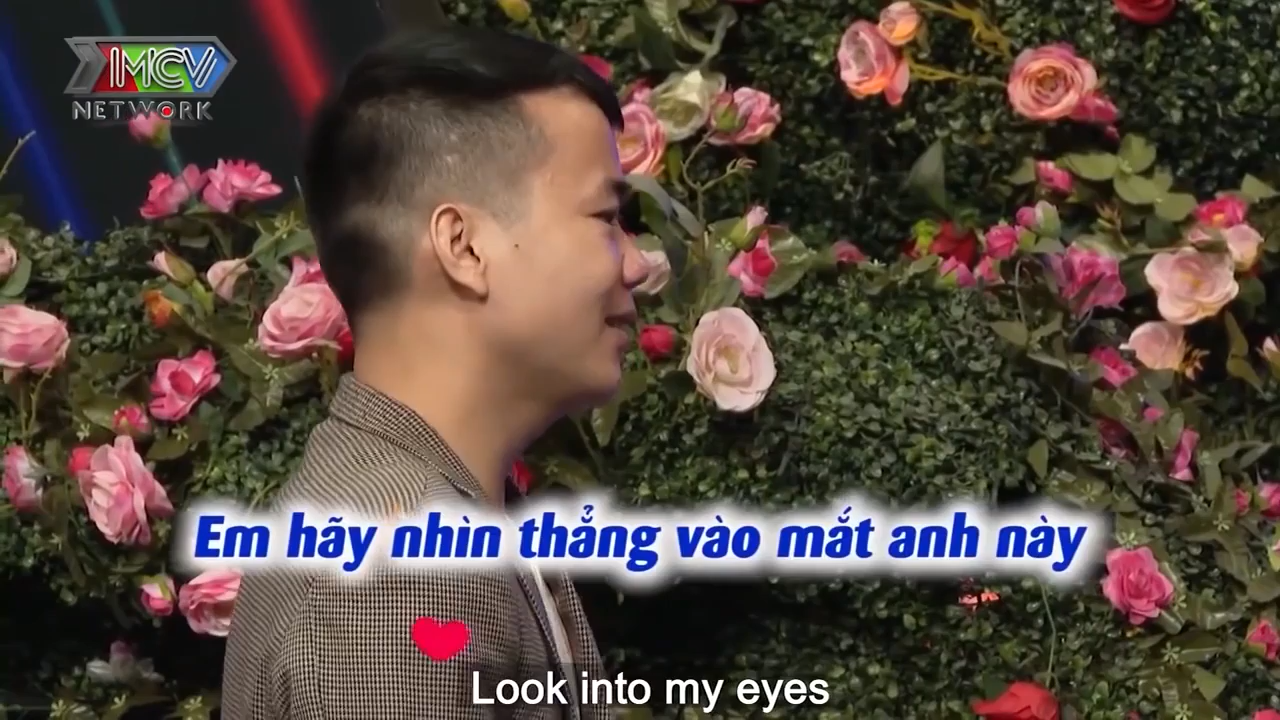 MCV
NETWORK
Em hãy nhìn thẳng vào mắt anh này
Look into my eyes